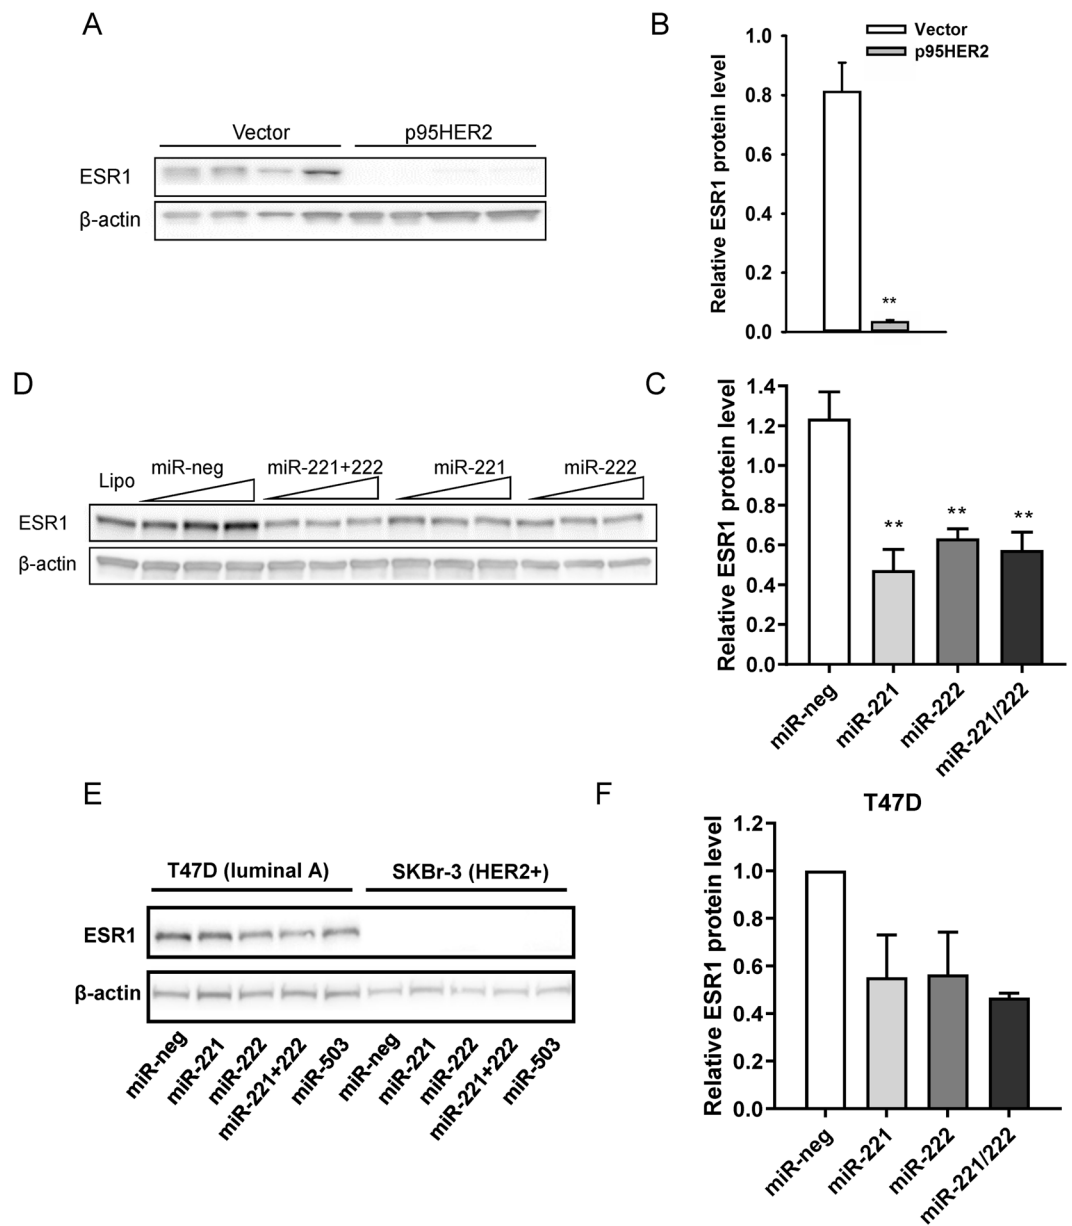 A
Vector p95HER2
ESR1
β-actin
B
Vector
p95HER2
Relative ESR1 protein level
1.0
0.8
0.6
0.4
0.2
0.0
**
D
Lipo miR-neg miR-221+222 miR-221 miR-222
ESR1
β-actin
C
Relative ESR1 protein level
1.4
1.2
1.0
0.8
0.6
0.4
0.2
0.0
** ** **
miR-neg miR-221 miR-222 miR-221/222
E
T47D (luminal A) SKBr-3 (HER2+)
ESR1
β-actin
miR-neg miR-221 miR-222 miR-221+222 miR-503 miR-neg miR-221 miR-222 miR-221+222 miR-503
F
T47D
Relative ESR1 protein level
1.2
1.0
0.8
0.6
0.4
0.2
0.0
miR-neg miR-221 miR-222 miR-221/222